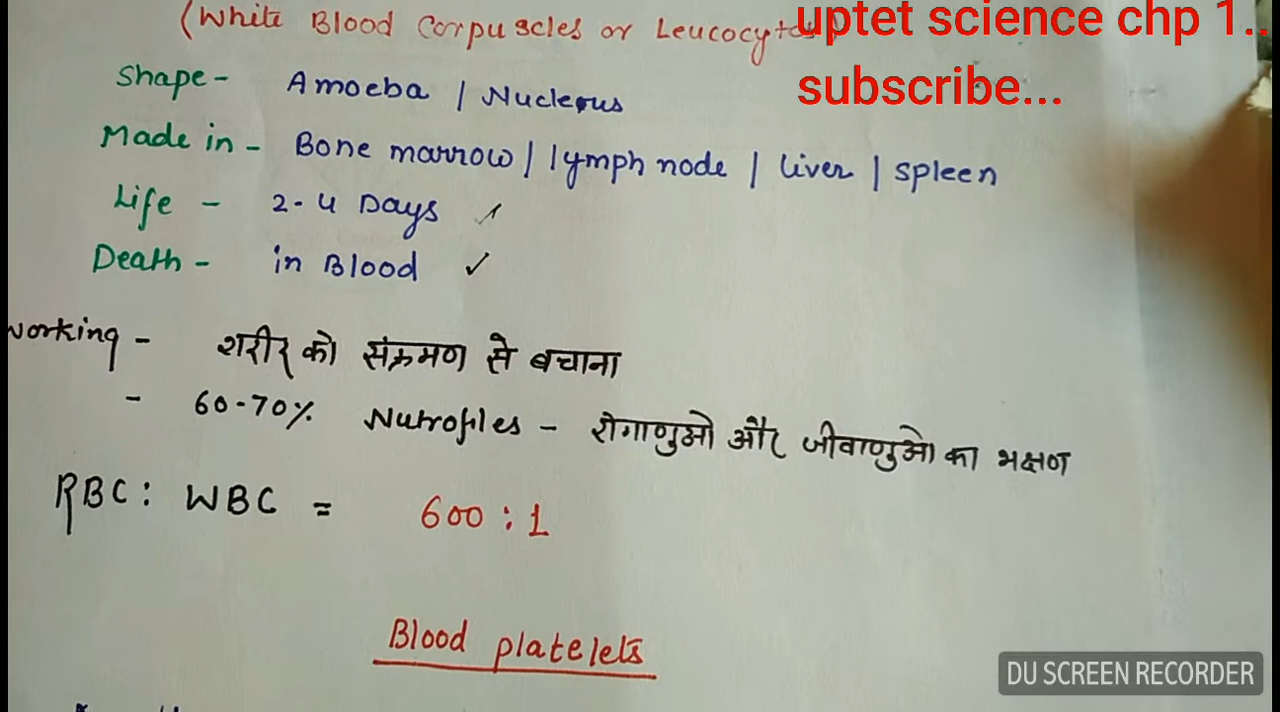 (White Blood Corpuscles or Leucocytes)
uptet science chp 1..
subscribe...
Shape - Amoeba / Nucleous
Made in - Bone marrow / lymph node / liver / spleen
Life - 2-4 Days
Death - in Blood ✓
Working - शरीर को संक्रमण से बचाना
- 60-70% Nutrofiles - रोगाणुओ और जीवाणुओ का भक्षण
RBC : WBC = 600 : 1
Blood platelets
DU SCREEN RECORDER